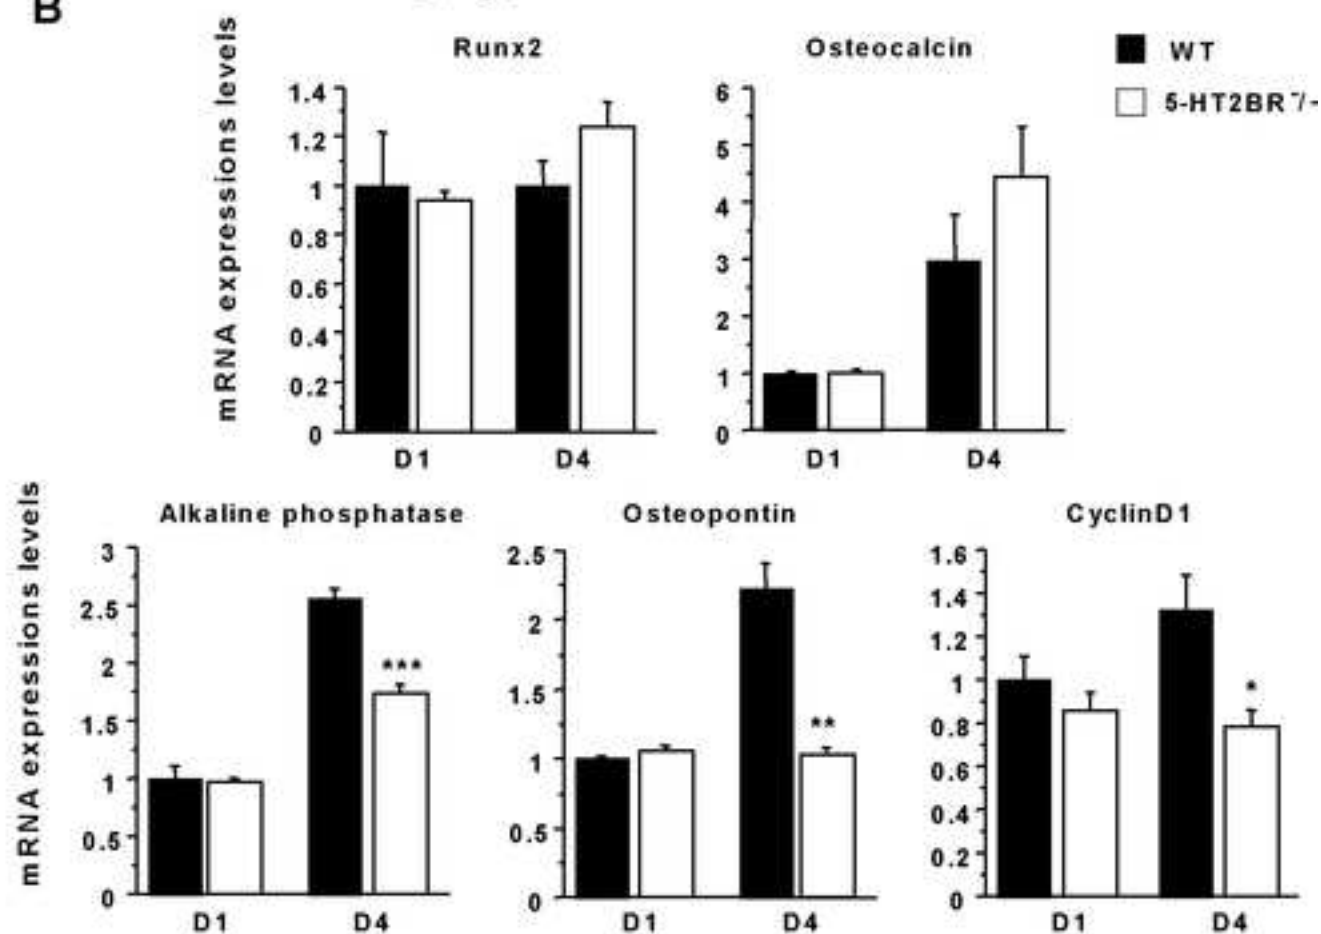 B
Runx2
Osteocalcin
WT
5-HT2BR-/-
mRNA expressions levels
1.4
1.2
1
0.8
0.6
0.4
0.2
0
D1
D4
6
5
4
3
2
1
0
D1
D4
Alkaline phosphatase
Osteopontin
CyclinD1
mRNA expressions levels
3
2.5
2
1.5
1
0.5
0
***
D1
D4
2.5
2
1.5
1
0.5
0
**
D1
D4
1.6
1.4
1.2
1
0.8
0.6
0.4
0.2
0
*
D1
D4